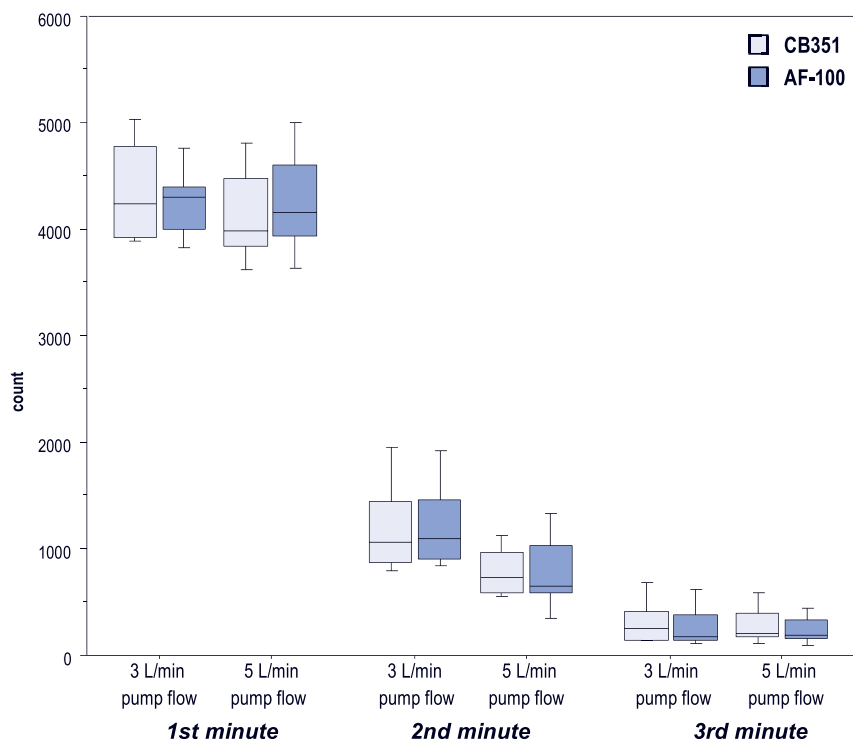 6000
5000
4000
3000
2000
1000
0
count
CB351
AF-100
3 L/min
pump flow
5 L/min
pump flow
3 L/min
pump flow
5 L/min
pump flow
3 L/min
pump flow
5 L/min
pump flow
1st minute
2nd minute
3rd minute